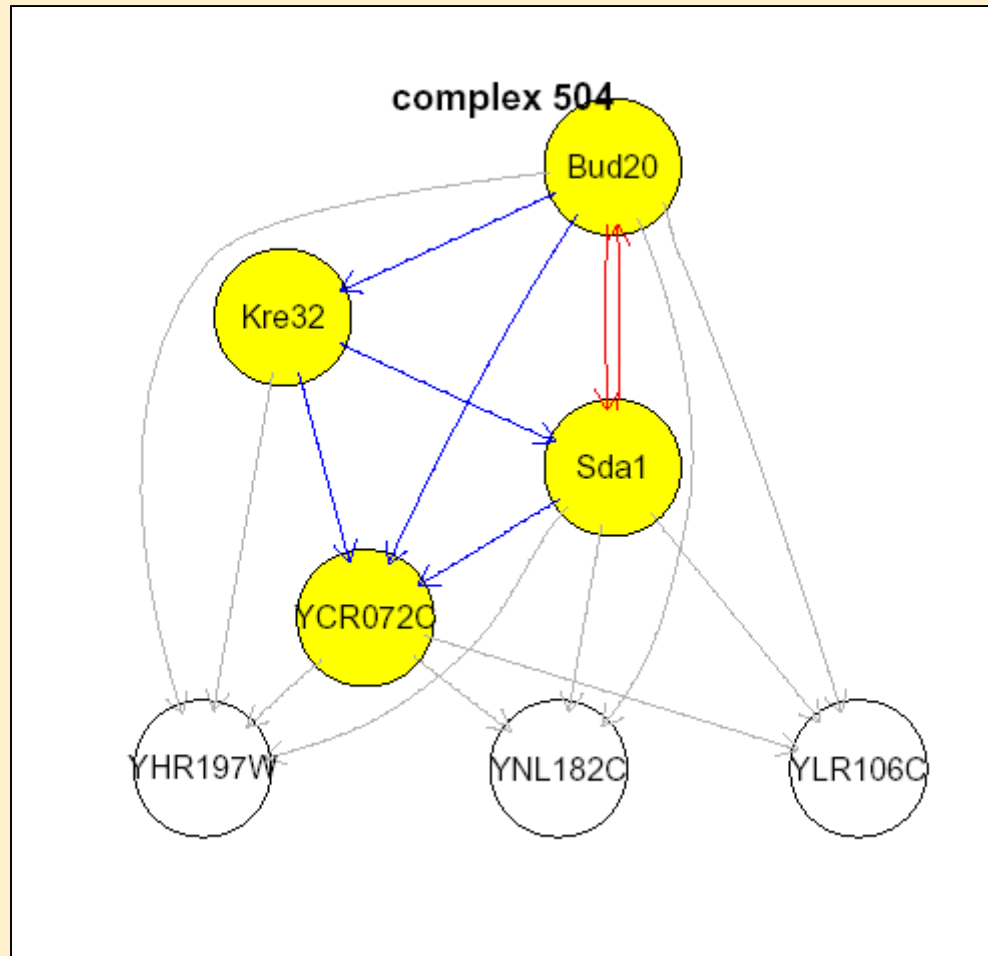 complex 504
Bud20
Kre32
Sda1
YCR072C
YHR197W
YNL182C
YLR106C